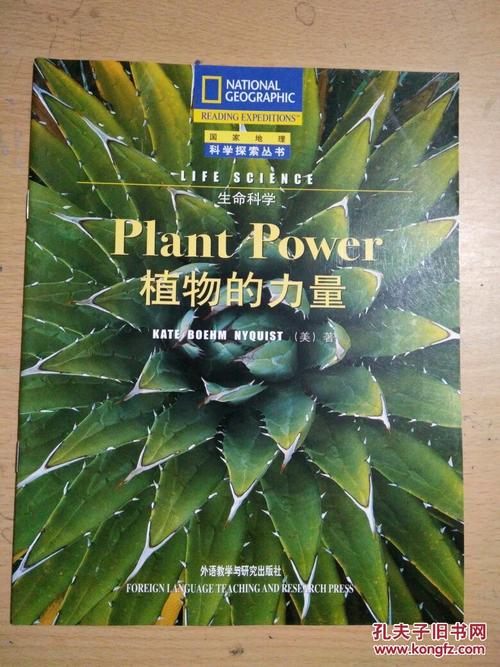 NATIONAL
GEOGRAPHIC
READING EXPEDITIONS™
国家地理
科学探索丛书
LIFE SCIENCE
生命科学
Plant Power
植物的力量
KATE BOEHM NYQUIST (美) 著
外语教学与研究出版社
FOREIGN LANGUAGE TEACHING AND RESEARCH PRESS
孔夫子旧书网
www.kongfz.com